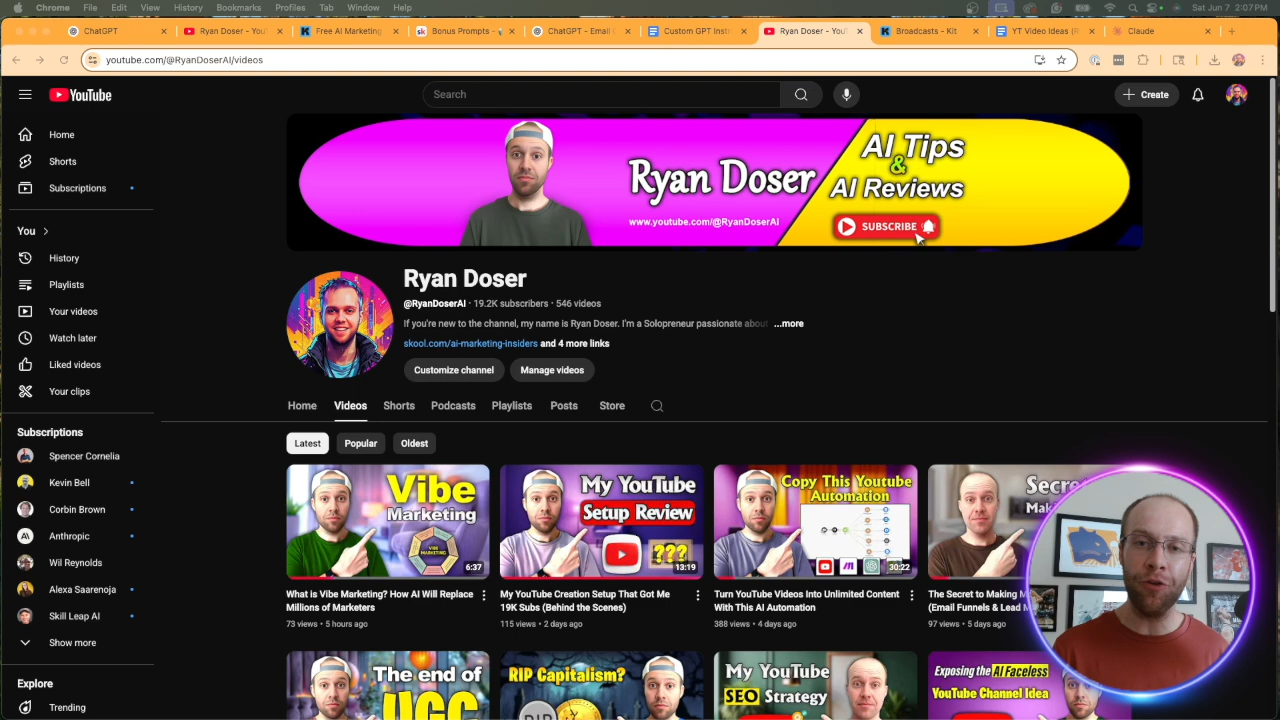 Chrome File Edit View History Bookmarks Profiles Tab Window Help Sat Jun 7 2:07 PM
ChatGPT Ryan Doser - You Free AI Marketing Bonus Prompts - ChatGPT - Email Custom GPT Inst Ryan Doser - YouT Broadcasts - Kit YT Video Ideas (R Claude
youtube.com/@RyanDoserAI/videos
YouTube Search Create
Home
Shorts
Subscriptions
You
History
Playlists
Your videos
Watch later
Liked videos
Your clips
Subscriptions
Spencer Cornelia
Kevin Bell
Corbin Brown
Anthropic
Wil Reynolds
Alexa Saarenoja
Skill Leap AI
Show more
Explore
Trending
Ryan Doser
www.youtube.com/@RyanDoserAI
AI Tips
&
AI Reviews
SUBSCRIBE
Ryan Doser
@RyanDoserAI · 19.2K subscribers · 546 videos
If you're new to the channel, my name is Ryan Doser. I'm a Solopreneur passionate about ...more
skool.com/ai-marketing-insiders and 4 more links
Customize channel Manage videos
Home Videos Shorts Podcasts Playlists Posts Store
Latest Popular Oldest
Vibe
Marketing
VIBE
MARKETING
6:37
What is Vibe Marketing? How AI Will Replace
Millions of Marketers
73 views • 5 hours ago
My YouTube
Setup Review
???
13:19
My YouTube Creation Setup That Got Me
19K Subs (Behind the Scenes)
115 views • 2 days ago
Copy This Youtube
Automation
30:22
Turn YouTube Videos Into Unlimited Content
With This AI Automation
388 views • 4 days ago
Secre
Mak
The Secret to Making M
(Email Funnels & Lead M
97 views • 5 days ago
The end of
UGC
RIP Capitalism?
RIP
My YouTube
SEO Strategy
Exposing the AI Faceless
YouTube Channel Idea